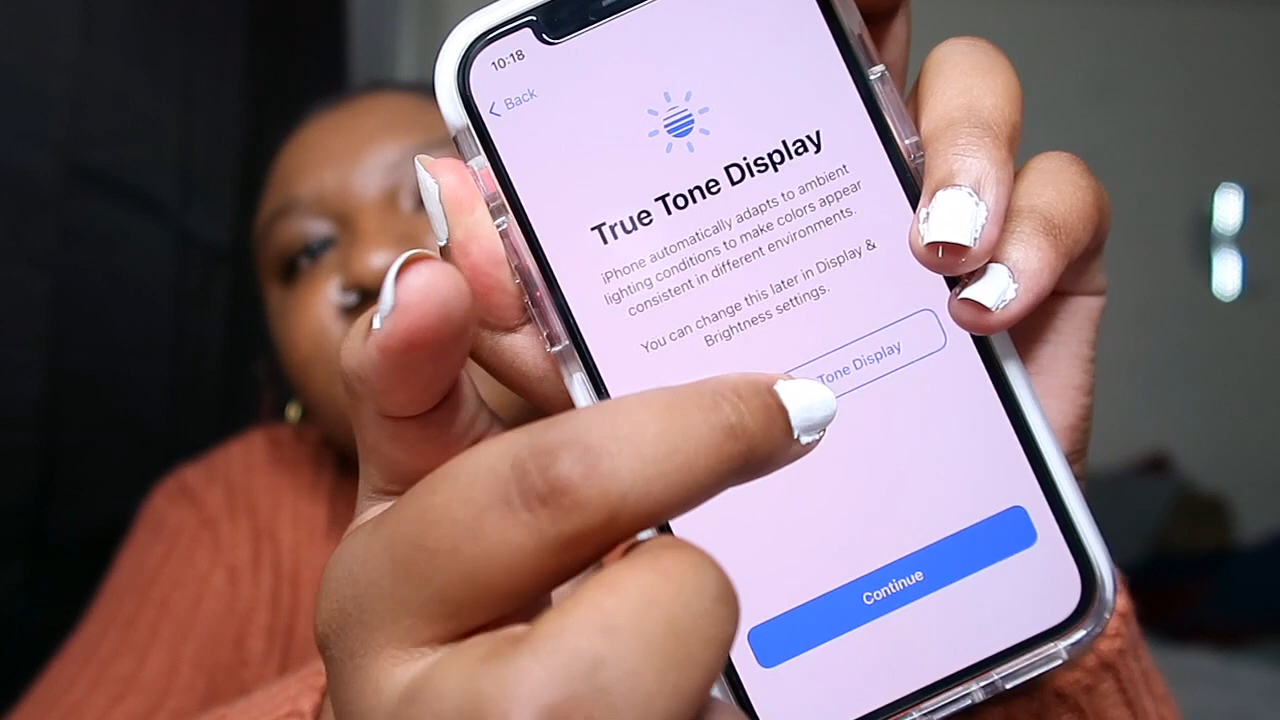 10:18
Back
True Tone Display
iPhone automatically adapts to ambient
lighting conditions to make colors appear
consistent in different environments.
You can change this later in Display &
Brightness settings.
Tone Display
Continue